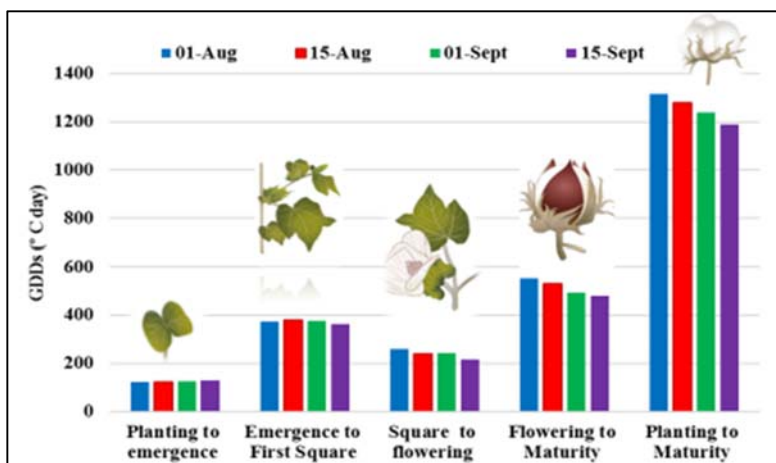 01-Aug 15-Aug 01-Sept 15-Sept
1400
1200
1000
800
600
400
200
0
GDDs (° C day)
Planting to emergence
Emergence to First Square
Square to flowering
Flowering to Maturity
Planting to Maturity